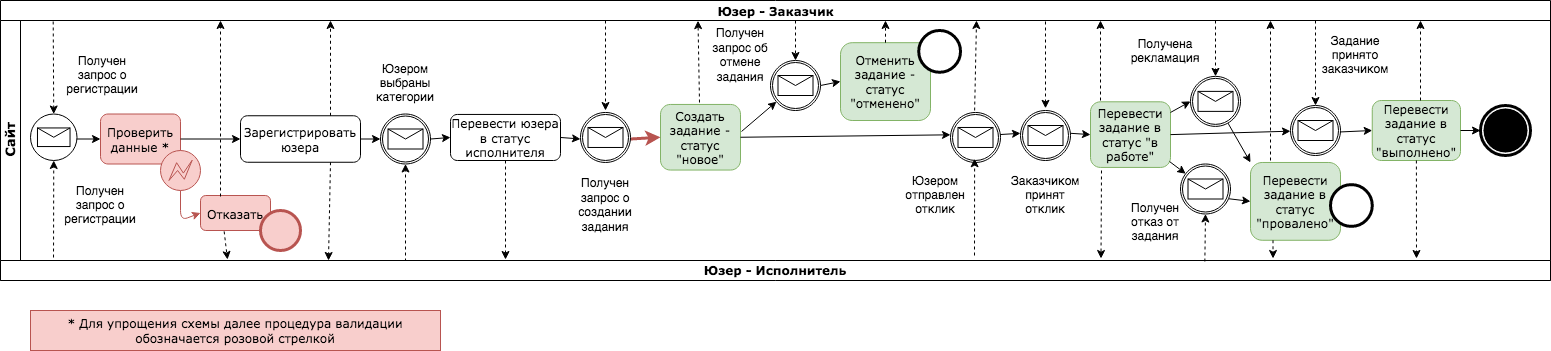 Юзер - Заказчик
Сайт
Получен
запрос о
регистрации
Получен
запрос о
регистрации
Проверить
данные *
Отказать
Зарегистрировать
юзера
Юзером
выбраны
категории
Перевести юзера
в статус
исполнителя
Получен
запрос о
создании
задания
Создать
задание -
статус
"новое"
Получен
запрос об
отмене
задания
Отменить
задание -
статус
"отменено"
Юзером
отправлен
отклик
Заказчиком
принят
отклик
Перевести
задание в
статус "в
работе"
Получена
рекламация
Получен
отказ от
задания
Перевести
задание в
статус
"провалено"
Задание
принято
заказчиком
Перевести
задание в
статус
"выполнено"
Юзер - Исполнитель
* Для упрощения схемы далее процедура валидации
обозначается розовой стрелкой